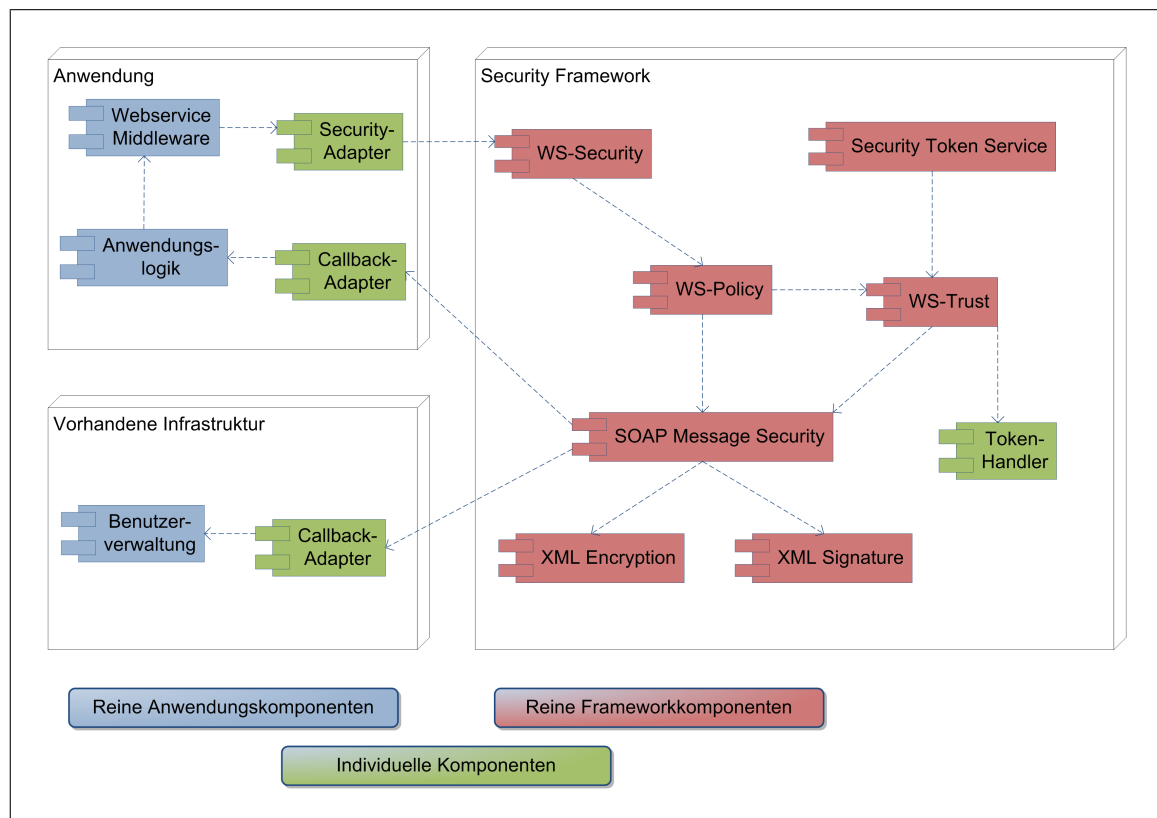 Anwendung
Webservice
Middleware
Security-
Adapter
Anwendungs-
logik
Callback-
Adapter
Security Framework
WS-Security
Security Token Service
WS-Policy
WS-Trust
SOAP Message Security
Token-
Handler
XML Encryption
XML Signature
Vorhandene Infrastruktur
Benutzer-
verwaltung
Callback-
Adapter
Reine Anwendungskomponenten
Reine Frameworkkomponenten
Individuelle Komponenten